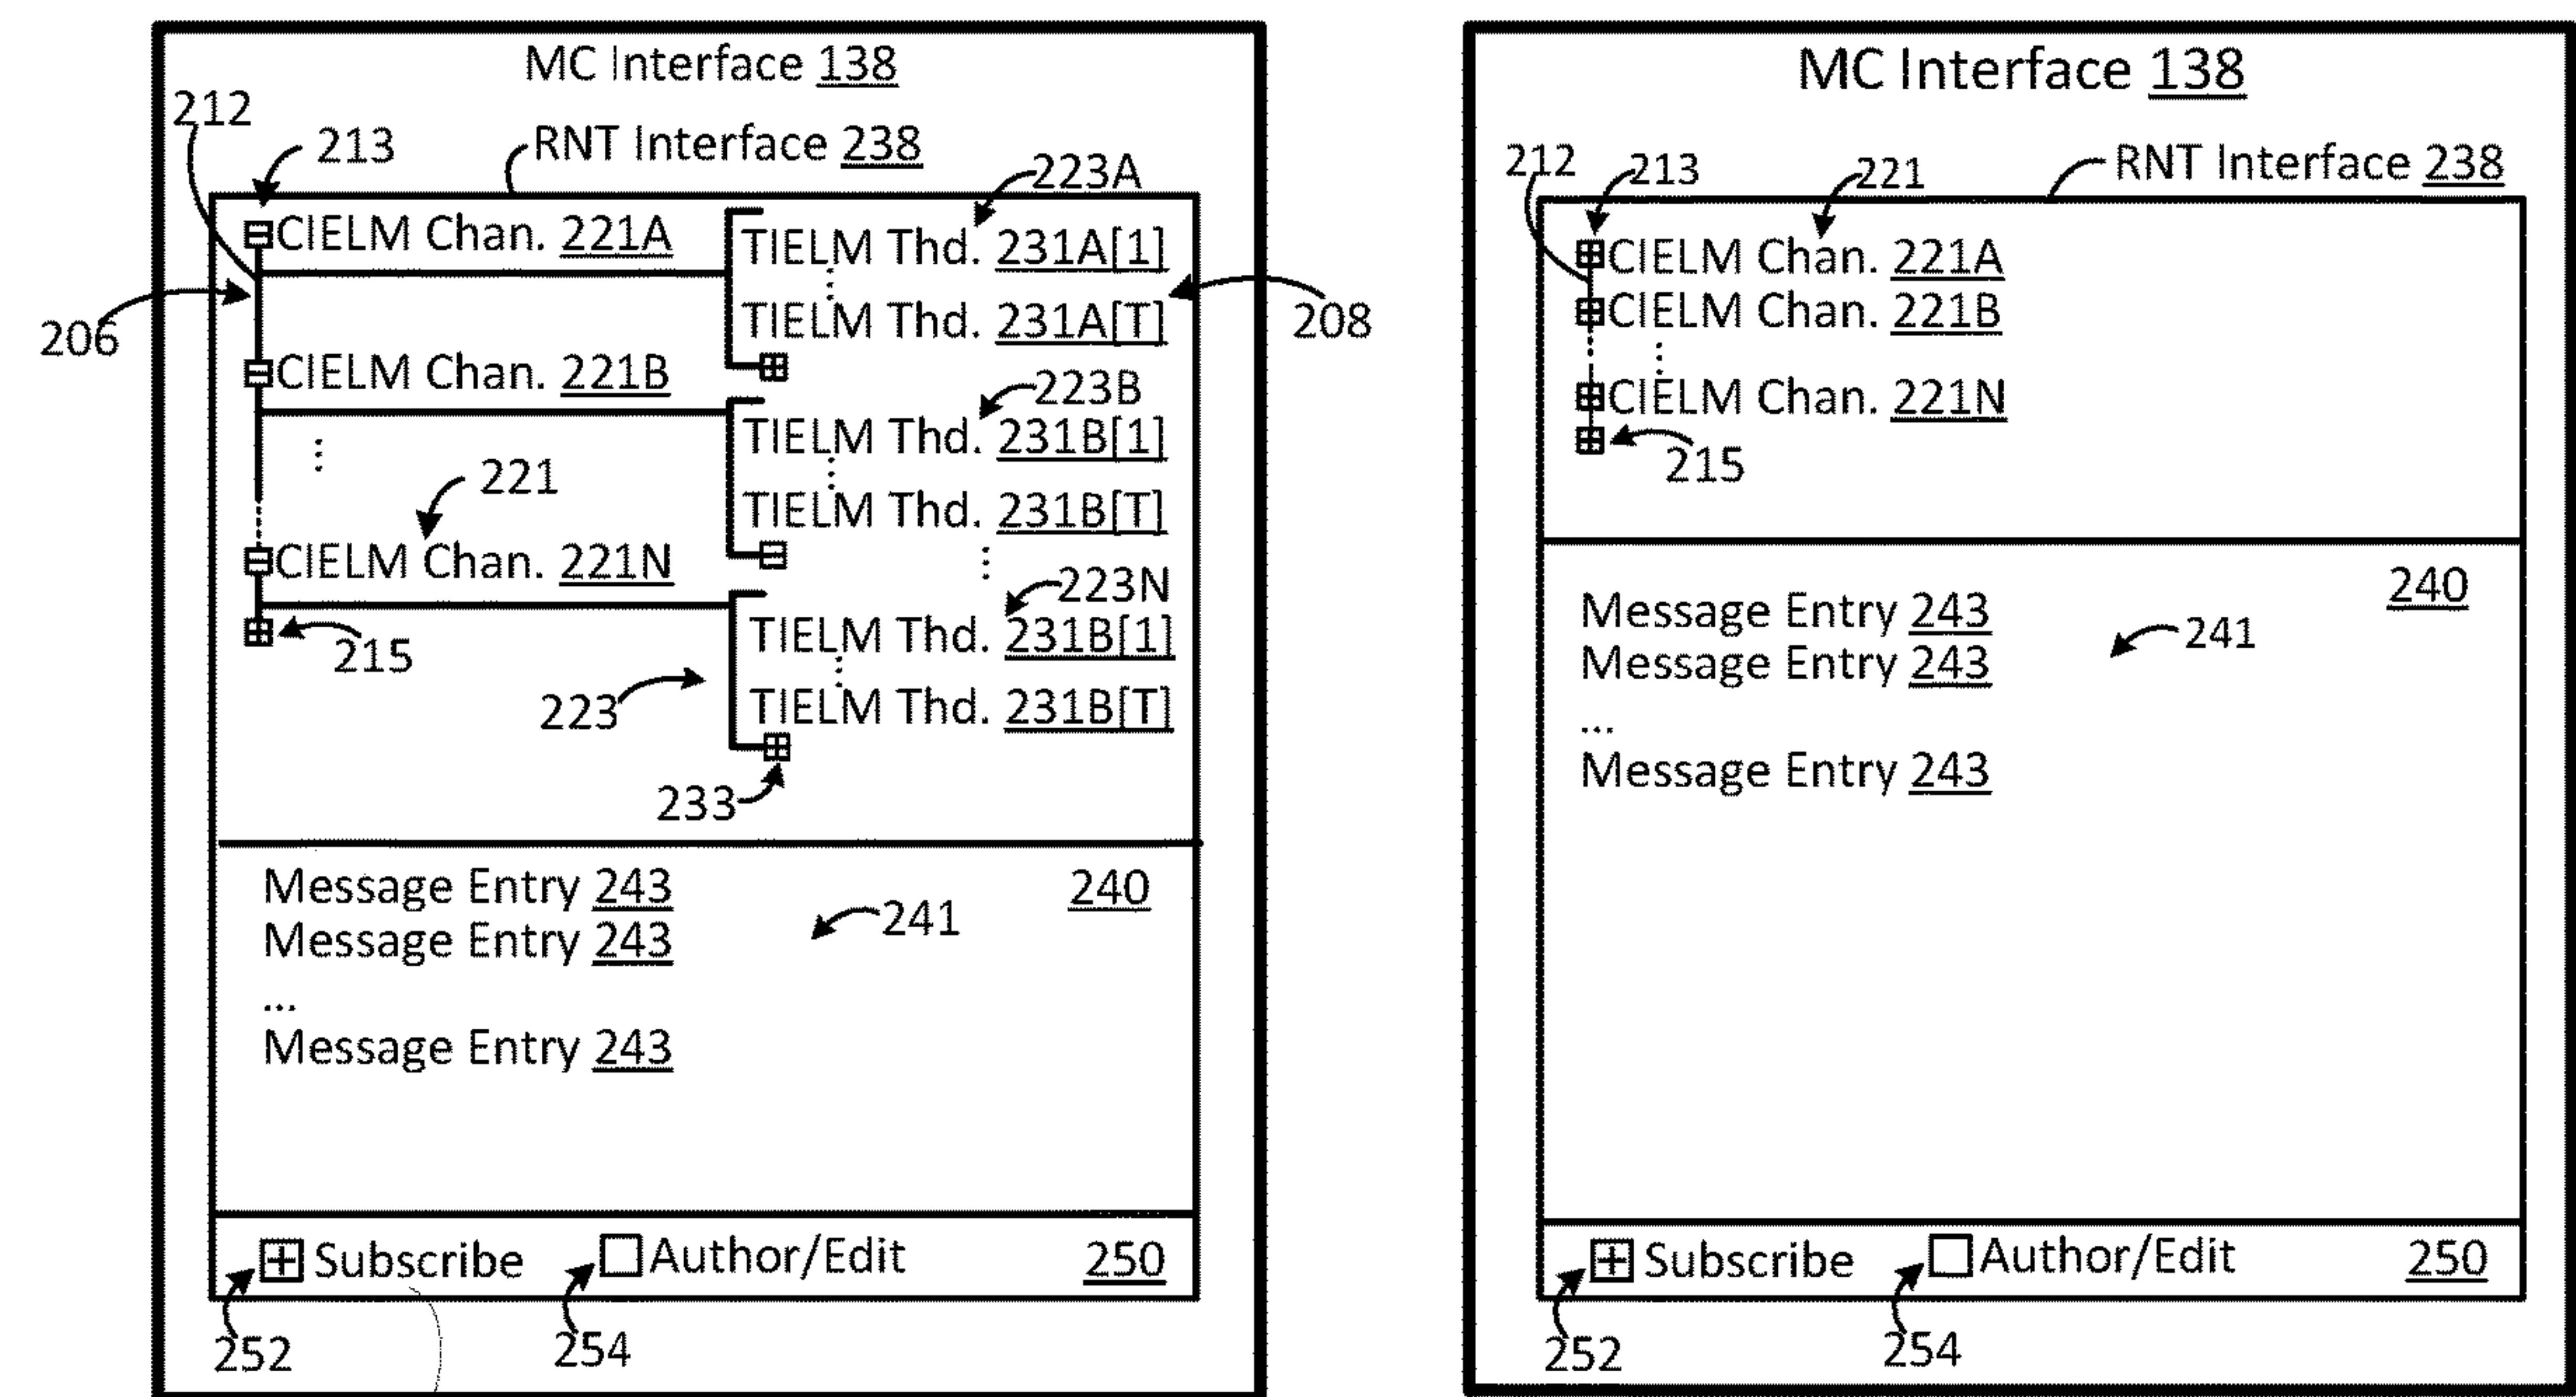 MC Interface 138
212
213
RNT Interface 238
223A
CIELM Chan. 221A
TIELM Thd. 231A[1]
⋮
206
TIELM Thd. 231A[T]
208
CIELM Chan. 221B
223B
TIELM Thd. 231B[1]
⋮
⋮
221
TIELM Thd. 231B[T]
⋮
CIELM Chan. 221N
223N
TIELM Thd. 231B[1]
⋮
215
223
TIELM Thd. 231B[T]
233
Message Entry 243
240
Message Entry 243
241
...
Message Entry 243
Subscribe
Author/Edit
250
252
254
MC Interface 138
212
213
221
RNT Interface 238
CIELM Chan. 221A
CIELM Chan. 221B
⋮
CIELM Chan. 221N
215
240
Message Entry 243
Message Entry 243
241
...
Message Entry 243
Subscribe
Author/Edit
250
252
254